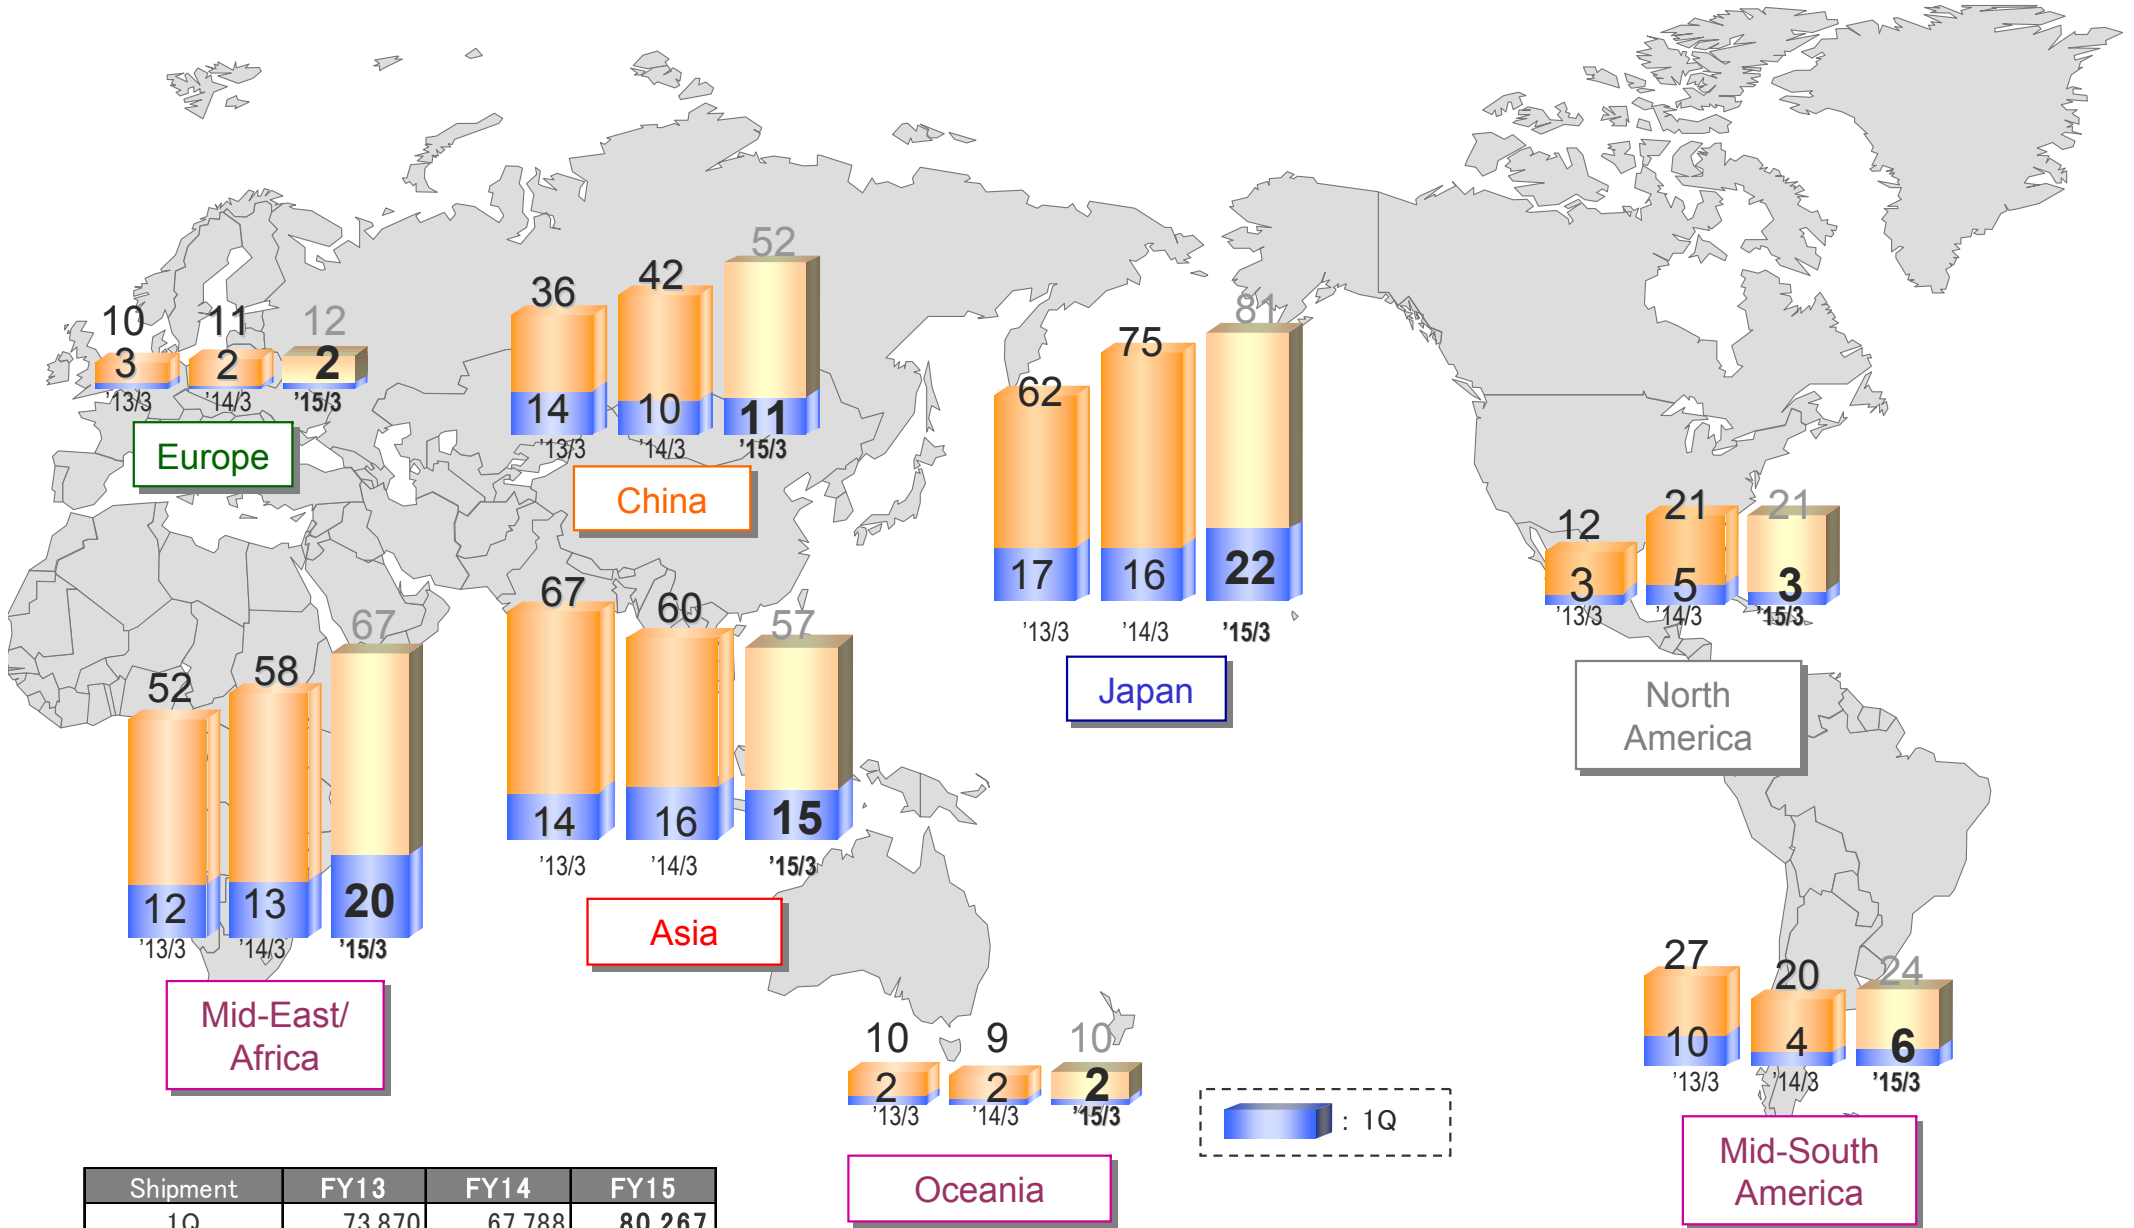 10 11 12
3 2 2
’13/3 ’14/3 ’15/3
Europe
36 42 52
14 10 11
’13/3 ’14/3 ’15/3
China
62 75 81
17 16 22
’13/3 ’14/3 ’15/3
Japan
12 21 21
3 5 3
’13/3 ’14/3 ’15/3
North
America
52 58 67
12 13 20
’13/3 ’14/3 ’15/3
Mid-East/
Africa
67 60 57
14 16 15
’13/3 ’14/3 ’15/3
Asia
10 9 10
2 2 2
’13/3 ’14/3 ’15/3
Oceania
27 20 24
10 4 6
’13/3 ’14/3 ’15/3
Mid-South
America
: 1Q
Shipment FY13 FY14 FY15
1Q 73,870 67,788 80,267